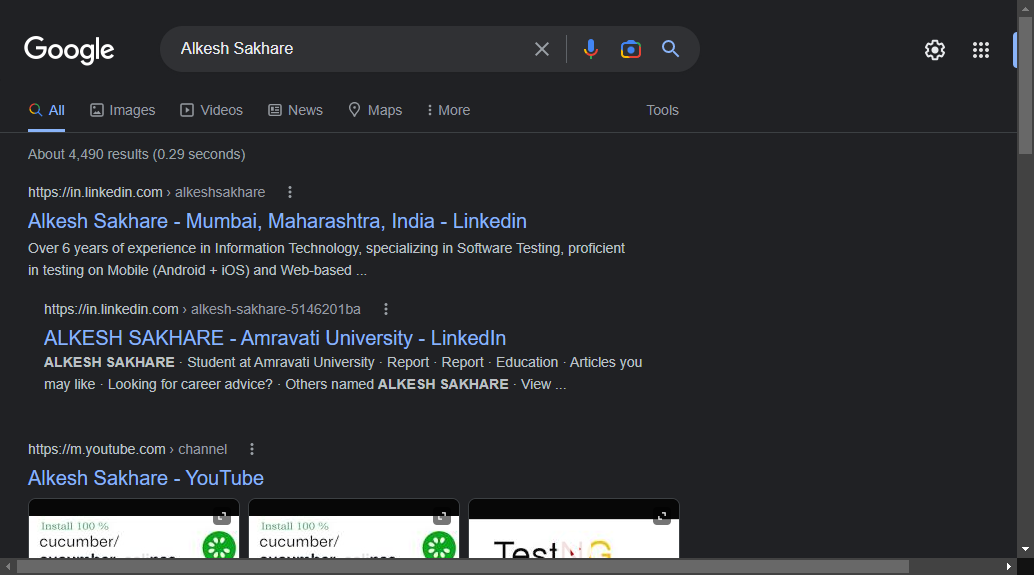 Google
Alkesh Sakhare
All Images Videos News Maps More Tools
About 4,490 results (0.29 seconds)
https://in.linkedin.com › alkeshsakhare
Alkesh Sakhare - Mumbai, Maharashtra, India - Linkedin
Over 6 years of experience in Information Technology, specializing in Software Testing, proficient
in testing on Mobile (Android + iOS) and Web-based ...
https://in.linkedin.com › alkesh-sakhare-5146201ba
ALKESH SAKHARE - Amravati University - LinkedIn
ALKESH SAKHARE · Student at Amravati University · Report · Report · Education · Articles you
may like · Looking for career advice? · Others named ALKESH SAKHARE · View ...
https://m.youtube.com › channel
Alkesh Sakhare - YouTube
Install 100 % Install 100 %
cucumber/ cucumber/
TestNG